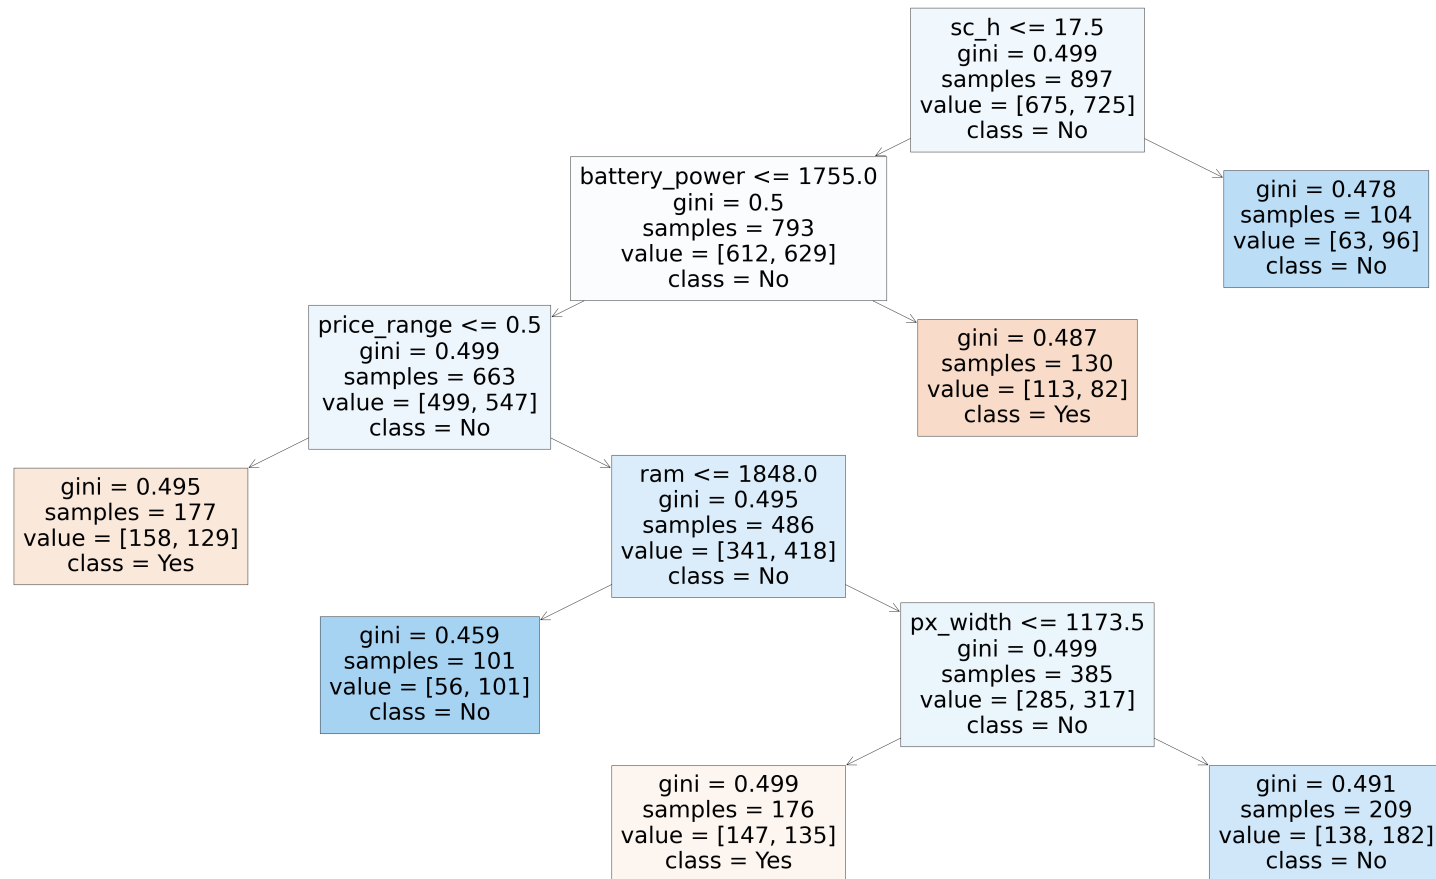 sc_h <= 17.5
gini = 0.499
samples = 897
value = [675, 725]
class = No
battery_power <= 1755.0
gini = 0.5
samples = 793
value = [612, 629]
class = No
gini = 0.478
samples = 104
value = [63, 96]
class = No
price_range <= 0.5
gini = 0.499
samples = 663
value = [499, 547]
class = No
gini = 0.487
samples = 130
value = [113, 82]
class = Yes
gini = 0.495
samples = 177
value = [158, 129]
class = Yes
ram <= 1848.0
gini = 0.495
samples = 486
value = [341, 418]
class = No
gini = 0.459
samples = 101
value = [56, 101]
class = No
px_width <= 1173.5
gini = 0.499
samples = 385
value = [285, 317]
class = No
gini = 0.499
samples = 176
value = [147, 135]
class = Yes
gini = 0.491
samples = 209
value = [138, 182]
class = No